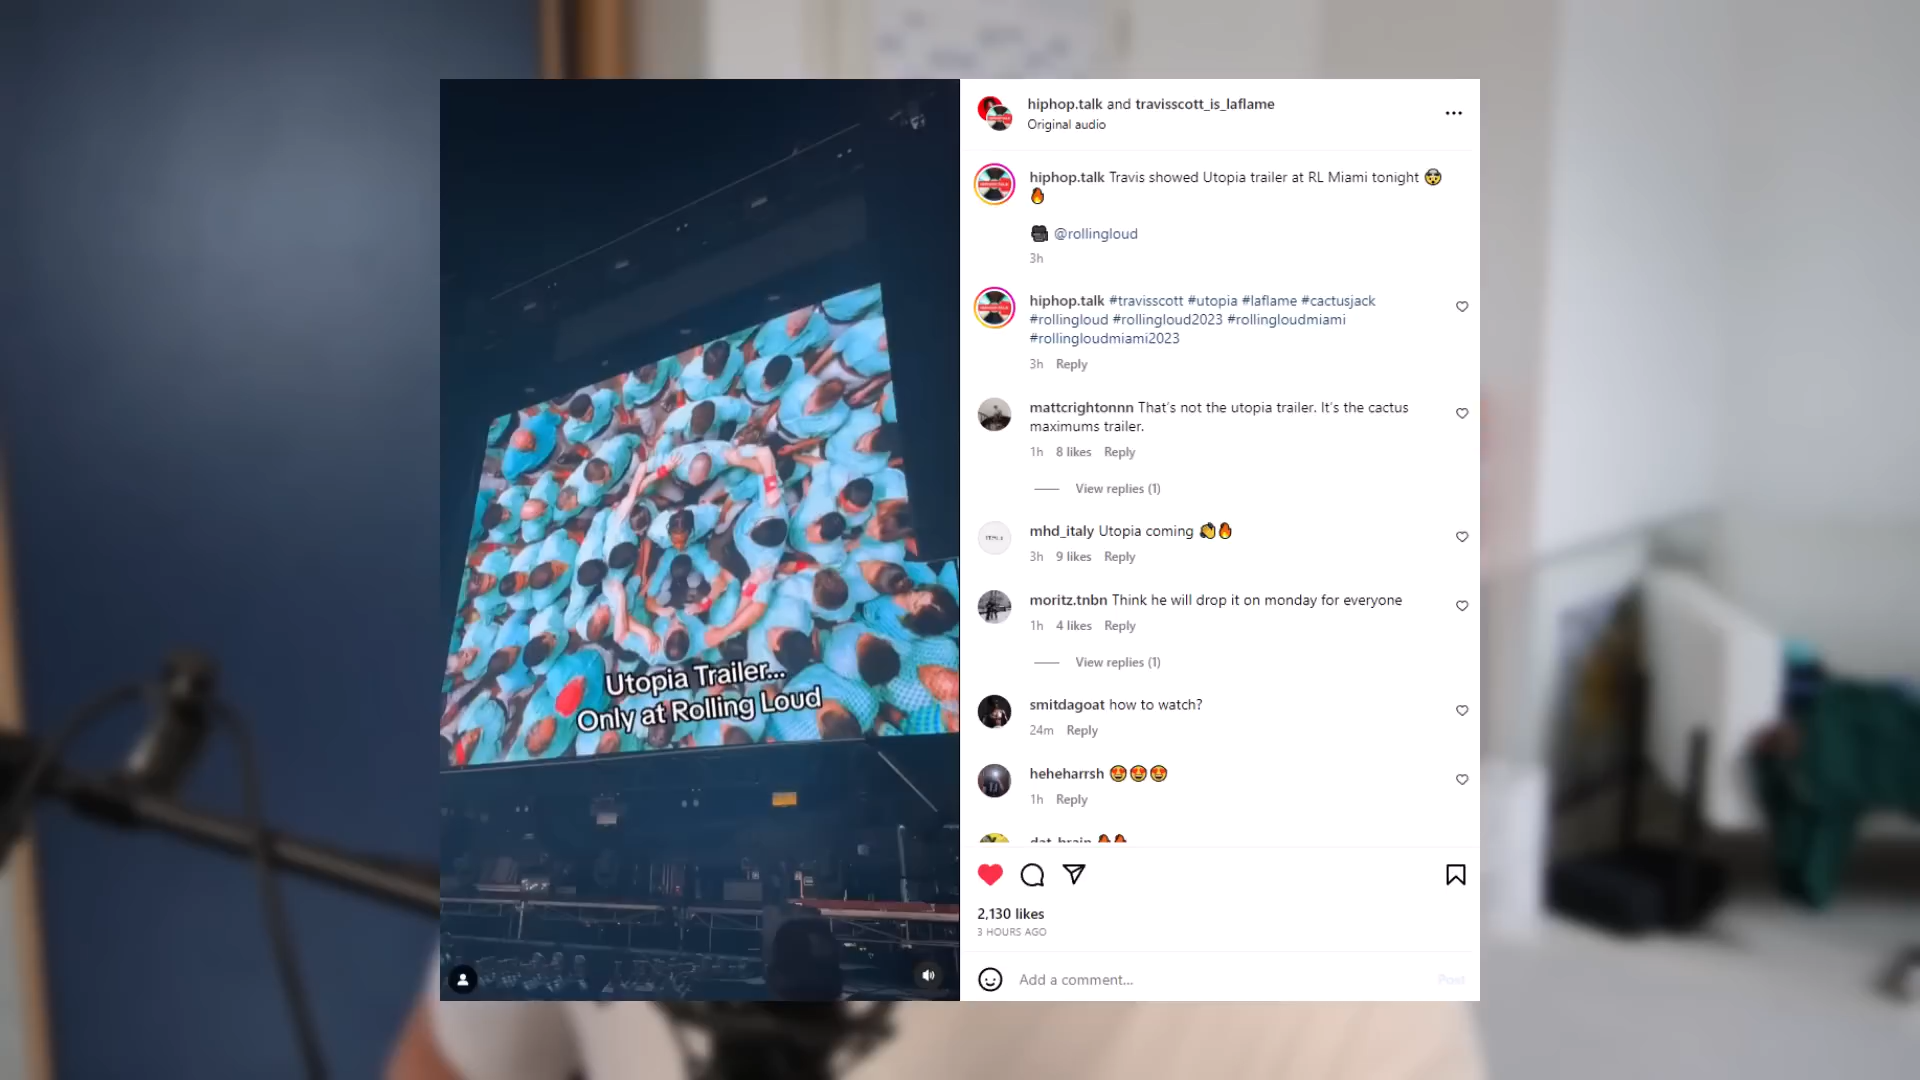 Utopia Trailer...
Only at Rolling Loud
hiphop.talk and travisscott_is_laflame
Original audio
hiphop.talk Travis showed Utopia trailer at RL Miami tonight 🤯
🔥
🎥 @rollingloud
3h
hiphop.talk #travisscott #utopia #laflame #cactusjack
#rollingloud #rollingloud2023 #rollingloudmiami
#rollingloudmiami2023
3h Reply
mattcrightonnn That's not the utopia trailer. It's the cactus
maximums trailer.
1h 8 likes Reply
View replies (1)
mhd_italy Utopia coming 👏🔥
3h 9 likes Reply
moritz.tnbn Think he will drop it on monday for everyone
1h 4 likes Reply
View replies (1)
smitdagoat how to watch?
24m Reply
heheharrsh 😍😍😍
1h Reply
2,130 likes
3 HOURS AGO
Add a comment...
Post